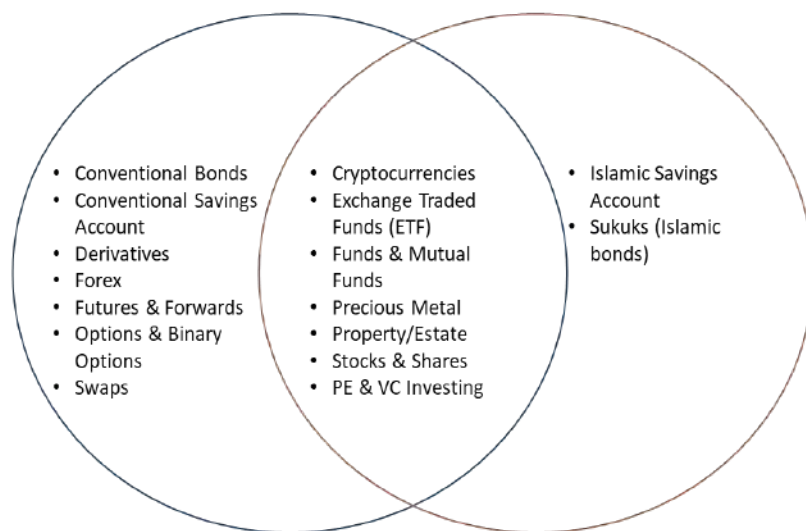 • Conventional Bonds
• Conventional Savings
Account
• Derivatives
• Forex
• Futures & Forwards
• Options & Binary
Options
• Swaps
• Cryptocurrencies
• Exchange Traded
Funds (ETF)
• Funds & Mutual
Funds
• Precious Metal
• Property/Estate
• Stocks & Shares
• PE & VC Investing
• Islamic Savings
Account
• Sukuks (Islamic
bonds)